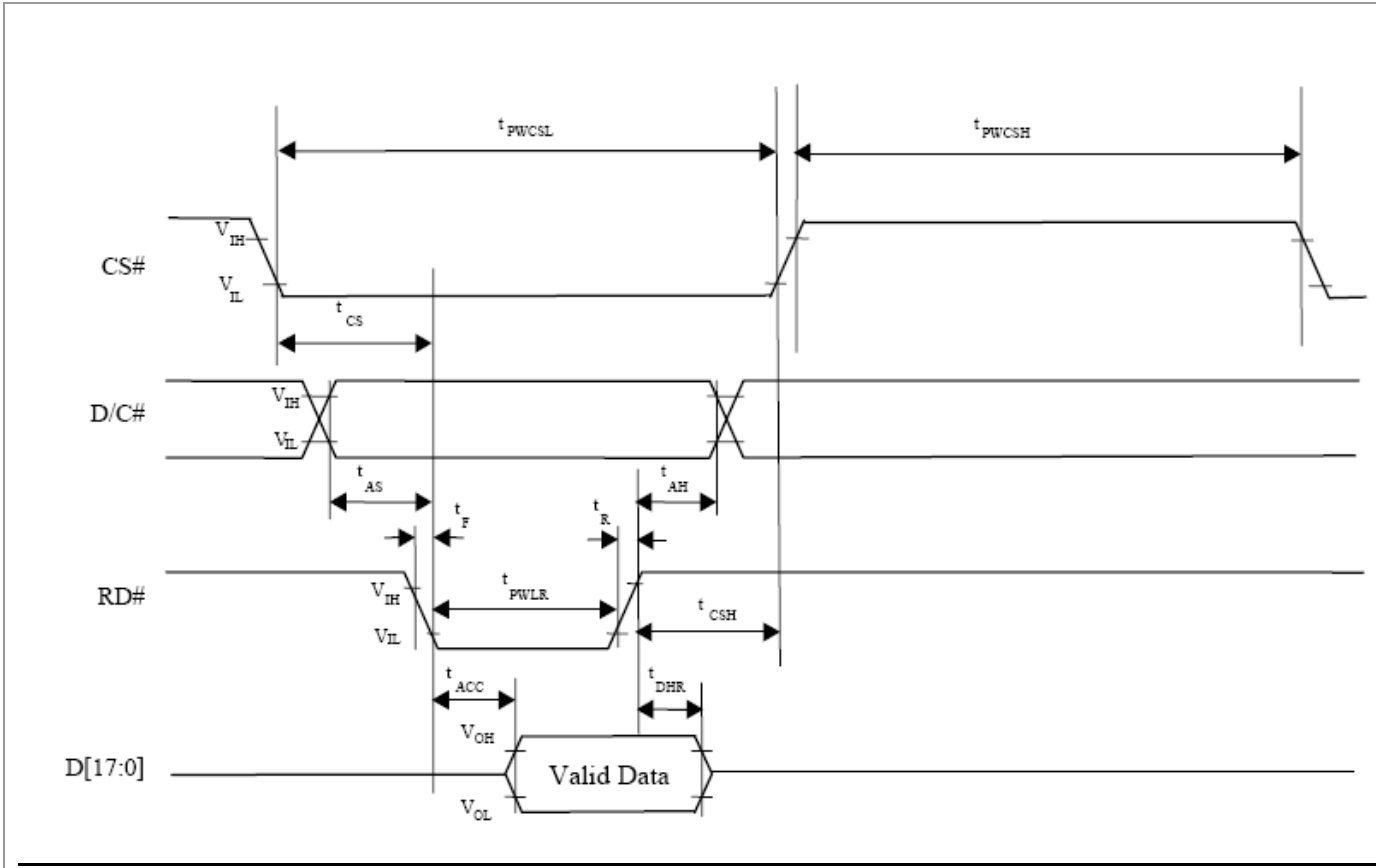 t PWCSL
t PWCSH
V IH
CS#
V IL
t CS
V IH
D/C#
V IL
t AS
t AH
t F
t R
V IH
RD#
t PWLR
V IL
t CSH
t ACC
t DHR
V OH
D[17:0]
Valid Data
V OL